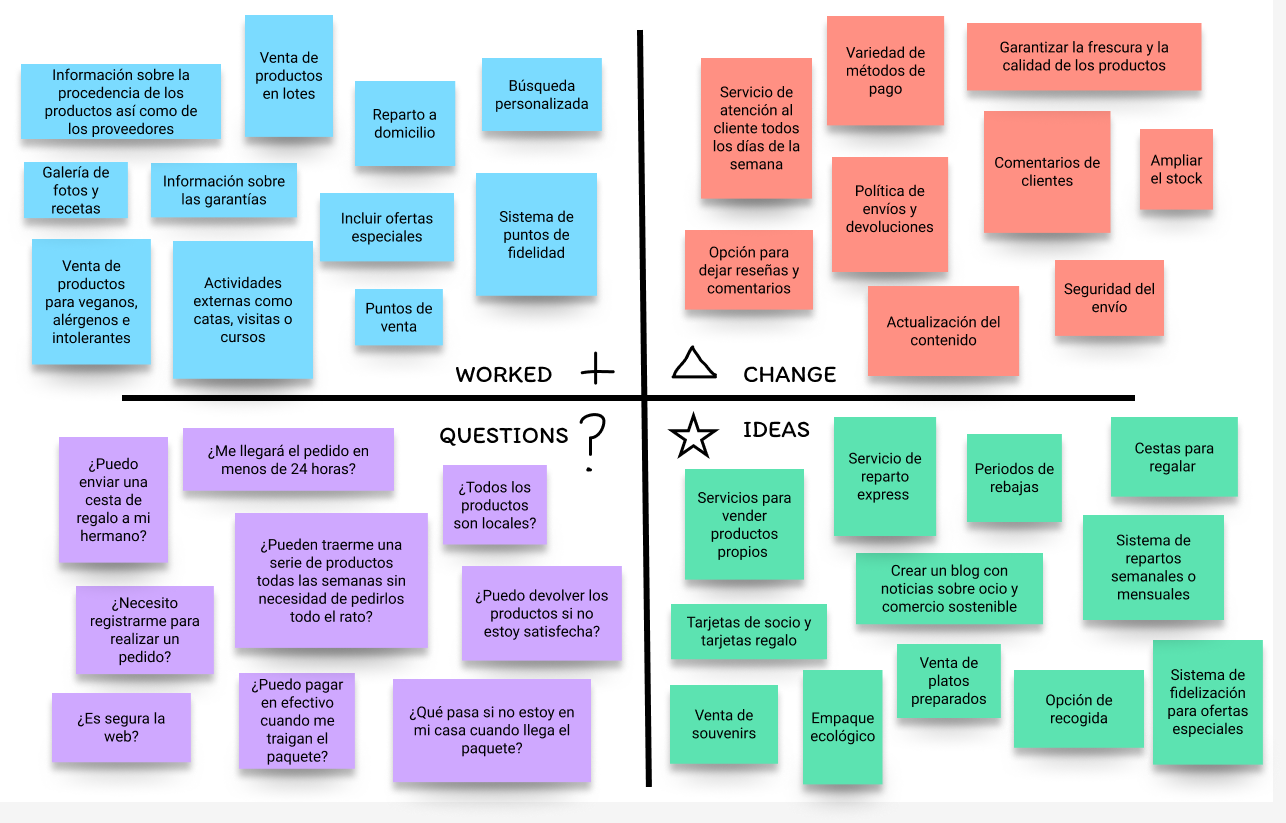 Información sobre la
procedencia de los
productos así como de
los proveedores
Venta de
productos
en lotes
Reparto a
domicilio
Búsqueda
personalizada
Galería de
fotos y
recetas
Información sobre
las garantías
Incluir ofertas
especiales
Sistema de
puntos de
fidelidad
Venta de
productos
para veganos,
alérgenos e
intolerantes
Actividades
externas como
catas, visitas o
cursos
Puntos de
venta
WORKED +
Servicio de
atención al
cliente todos
los días de la
semana
Variedad de
métodos de
pago
Garantizar la frescura y la
calidad de los productos
Comentarios de
clientes
Ampliar
el stock
Política de
envíos y
devoluciones
Opción para
dejar reseñas y
comentarios
Actualización del
contenido
Seguridad del
envío
CHANGE
QUESTIONS ?
¿Puedo
enviar una
cesta de
regalo a mi
hermano?
¿Me llegará el pedido en
menos de 24 horas?
¿Todos los
productos
son locales?
¿Pueden traerme una
serie de productos
todas las semanas sin
necesidad de pedirlos
todo el rato?
¿Necesito
registrarme para
realizar un
pedido?
¿Puedo devolver los
productos si no
estoy satisfecha?
¿Es segura la
web?
¿Puedo pagar
en efectivo
cuando me
traigan el
paquete?
¿Qué pasa si no estoy en
mi casa cuando llega el
paquete?
IDEAS
Servicios para
vender
productos
propios
Servicio de
reparto
express
Periodos de
rebajas
Cestas para
regalar
Crear un blog con
noticias sobre ocio y
comercio sostenible
Sistema de
repartos
semanales o
mensuales
Tarjetas de socio y
tarjetas regalo
Venta de
souvenirs
Empaque
ecológico
Venta de
platos
preparados
Opción de
recogida
Sistema de
fidelización
para ofertas
especiales